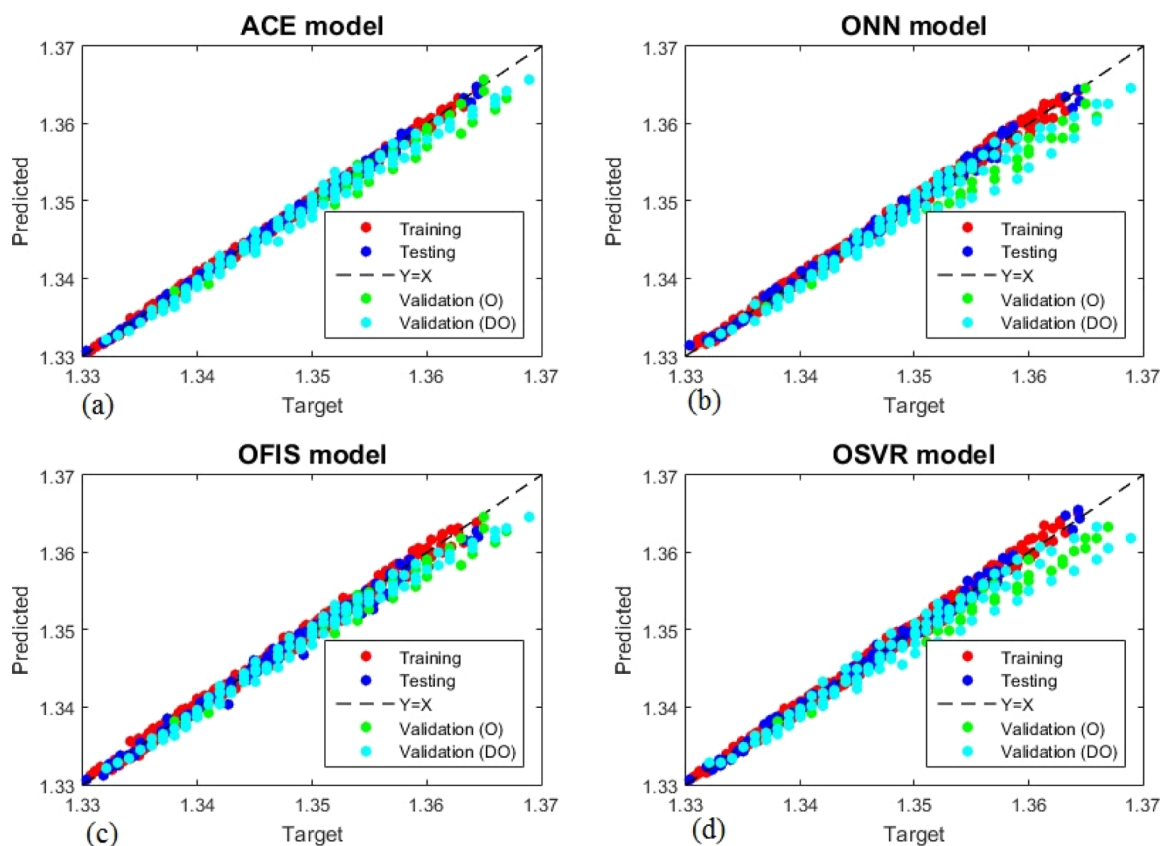 ACE model
1.37
1.36
1.35
1.34
1.33
Predicted
Training
Testing
Y=X
Validation (O)
Validation (DO)
1.33 1.34 1.35 1.36 1.37
Target
(a)
ONN model
1.37
1.36
1.35
1.34
1.33
Predicted
Training
Testing
Y=X
Validation (O)
Validation (DO)
1.33 1.34 1.35 1.36 1.37
Target
(b)
OFIS model
1.37
1.36
1.35
1.34
1.33
Predicted
Training
Testing
Y=X
Validation (O)
Validation (DO)
1.33 1.34 1.35 1.36 1.37
Target
(c)
OSVR model
1.37
1.36
1.35
1.34
1.33
Predicted
Training
Testing
Y=X
Validation (O)
Validation (DO)
1.33 1.34 1.35 1.36 1.37
Target
(d)